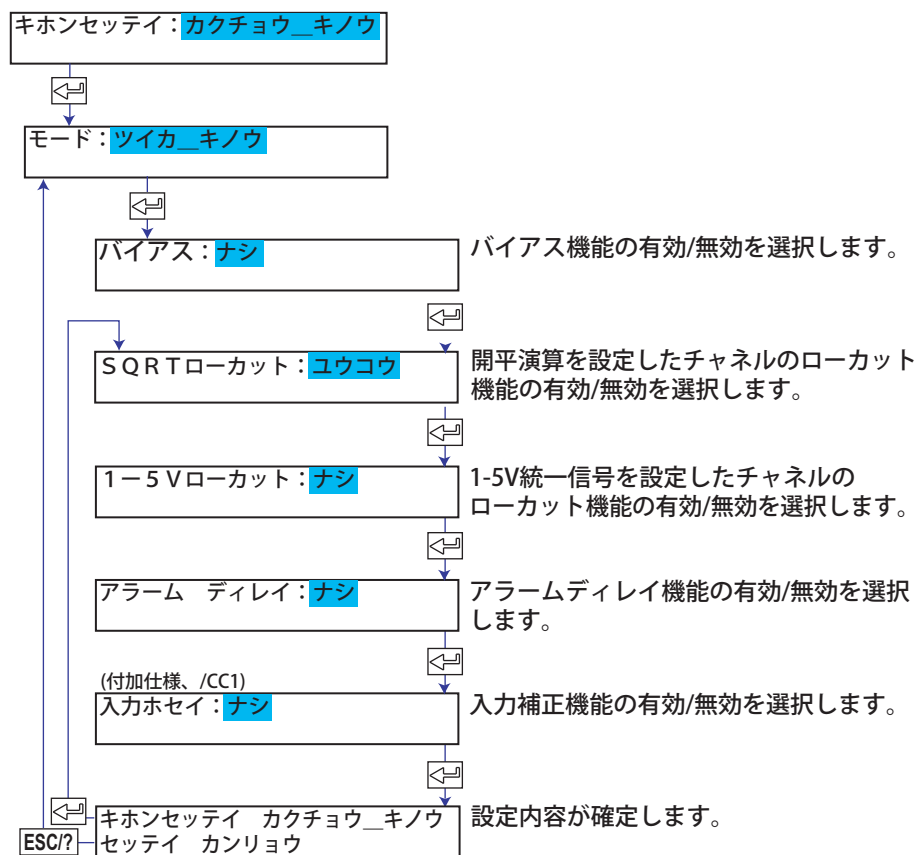 キホンセッテイ：カクチョウ＿キノウ
モード：ツイカ＿キノウ
バイアス：ナシ
バイアス機能の有効/無効を選択します。
ＳＱＲＴローカット：ユウコウ
開平演算を設定したチャネルのローカット
機能の有効/無効を選択します。
１－５Ｖローカット：ナシ
1-5V統一信号を設定したチャネルの
ローカット機能の有効/無効を選択します。
アラーム　ディレイ：ナシ
アラームディレイ機能の有効/無効を選択
します。
(付加仕様、/CC1)
入力ホセイ：ナシ
入力補正機能の有効/無効を選択します。
キホンセッテイ　カクチョウ＿キノウ
セッテイ　カンリョウ
設定内容が確定します。
ESC/?